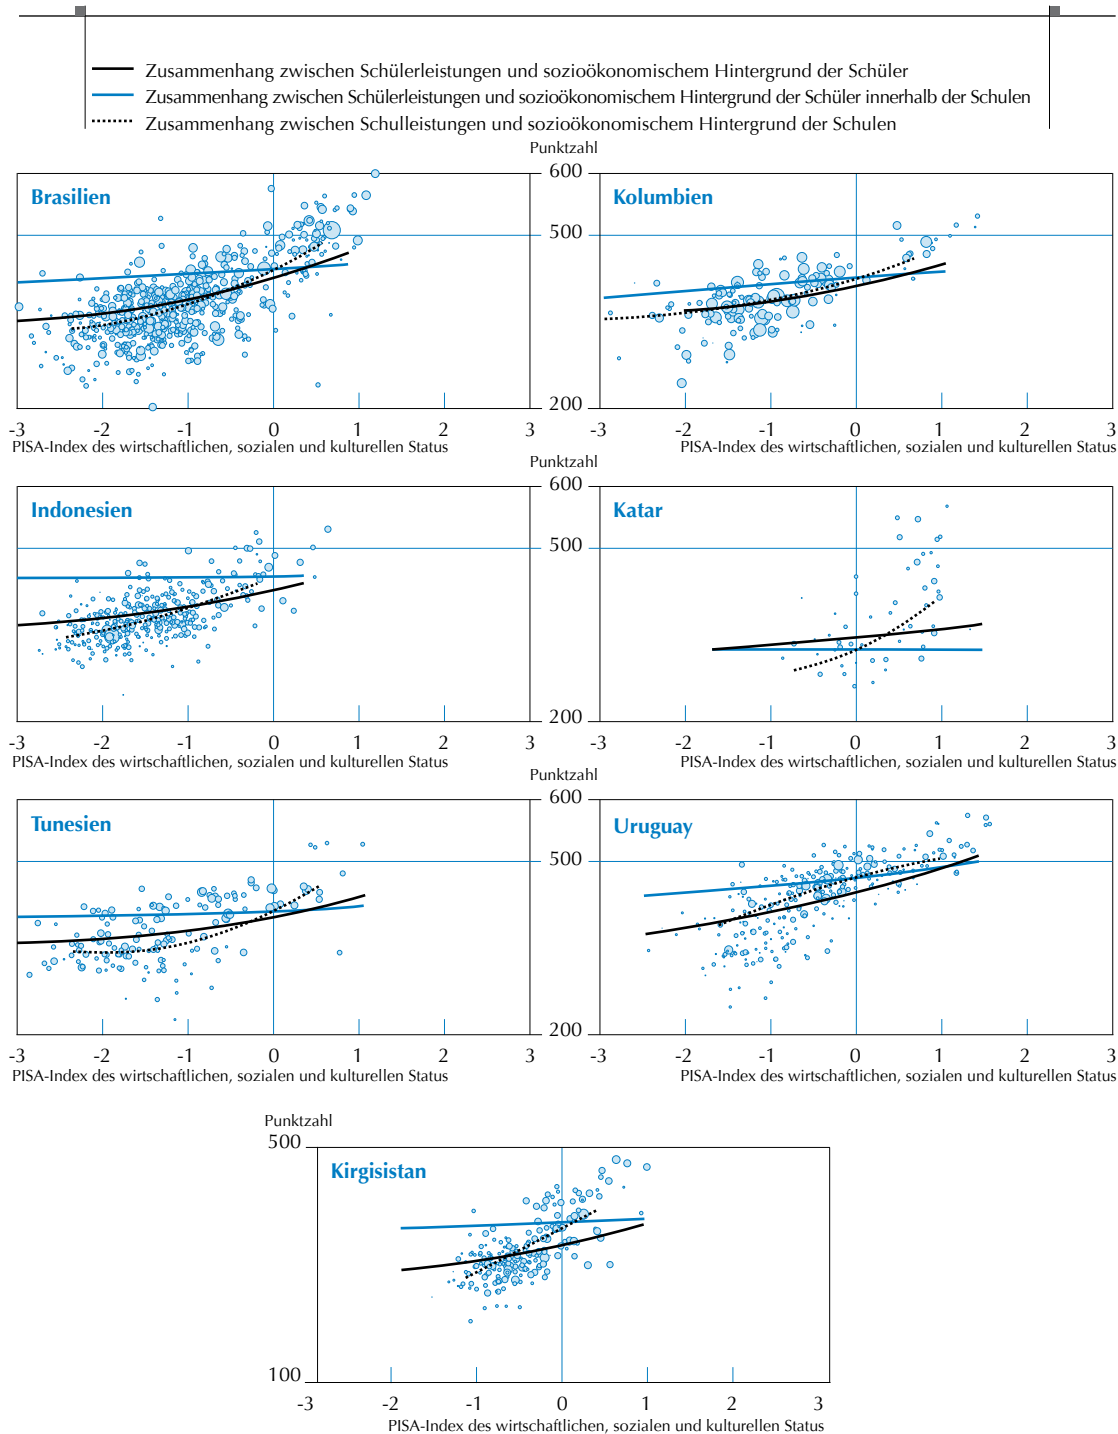 Zusammenhang zwischen Schülerleistungen und sozioökonomischem Hintergrund der Schüler
Zusammenhang zwischen Schülerleistungen und sozioökonomischem Hintergrund der Schüler innerhalb der Schulen
Zusammenhang zwischen Schulleistungen und sozioökonomischem Hintergrund der Schulen
Punktzahl
600
Brasilien
Kolumbien
500
200
-3 -2 -1 0 1 2 3
-3 -2 -1 0 1 2 3
PISA-Index des wirtschaftlichen, sozialen und kulturellen Status
PISA-Index des wirtschaftlichen, sozialen und kulturellen Status
Punktzahl
600
Indonesien
Katar
500
200
-3 -2 -1 0 1 2 3
-3 -2 -1 0 1 2 3
PISA-Index des wirtschaftlichen, sozialen und kulturellen Status
PISA-Index des wirtschaftlichen, sozialen und kulturellen Status
Punktzahl
600
Tunesien
Uruguay
500
200
-3 -2 -1 0 1 2 3
-3 -2 -1 0 1 2 3
PISA-Index des wirtschaftlichen, sozialen und kulturellen Status
PISA-Index des wirtschaftlichen, sozialen und kulturellen Status
Punktzahl
500
Kirgisistan
100
-3 -2 -1 0 1 2 3
PISA-Index des wirtschaftlichen, sozialen und kulturellen Status